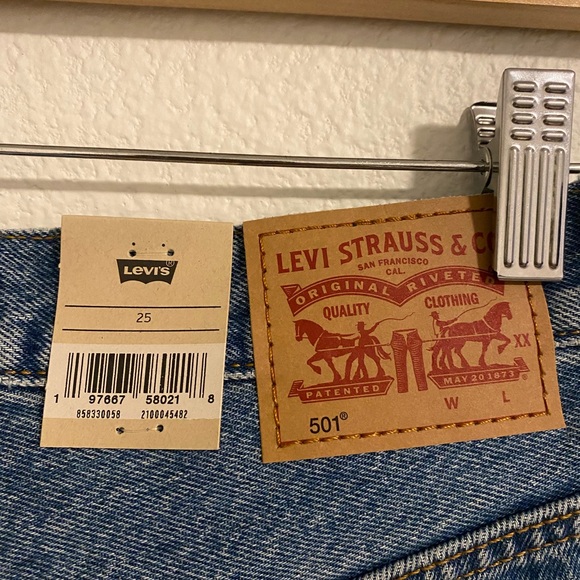 LEVI'S®
25
1 97667 58021 8
858330058 2100045482
LEVI STRAUSS & CO
SAN FRANCISCO
CAL.
ORIGINAL RIVETED
QUALITY CLOTHING
XX
PATENTED
MAY 20 1873
501®
W L